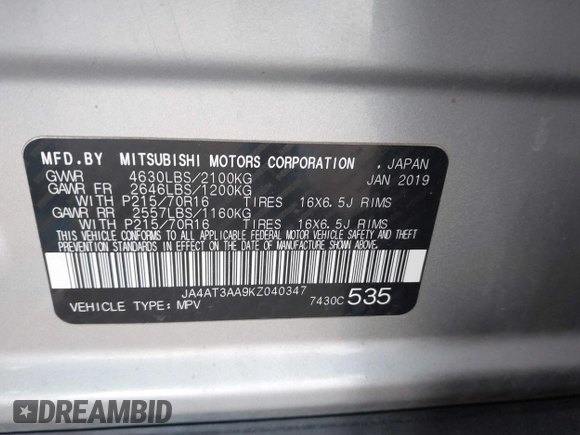 MFD.BY MITSUBISHI MOTORS CORPORATION . JAPAN
GVWR 4630LBS/2100KG JAN 2019
GAWR FR 2646LBS/1200KG
WITH P215/70R16 TIRES 16X6.5J RIMS
GAWR RR 2557LBS/1160KG
WITH P215/70R16 TIRES 16X6.5J RIMS
THIS VEHICLE CONFORMS TO ALL APPLICABLE U.S. FEDERAL MOTOR VEHICLE SAFETY AND THEFT
PREVENTION STANDARDS IN EFFECT ON THE DATE OF MANUFACTURE SHOWN ABOVE.
JA4AT3AA9KZ040347
VEHICLE TYPE: MPV 7430C 535
DREAMBID